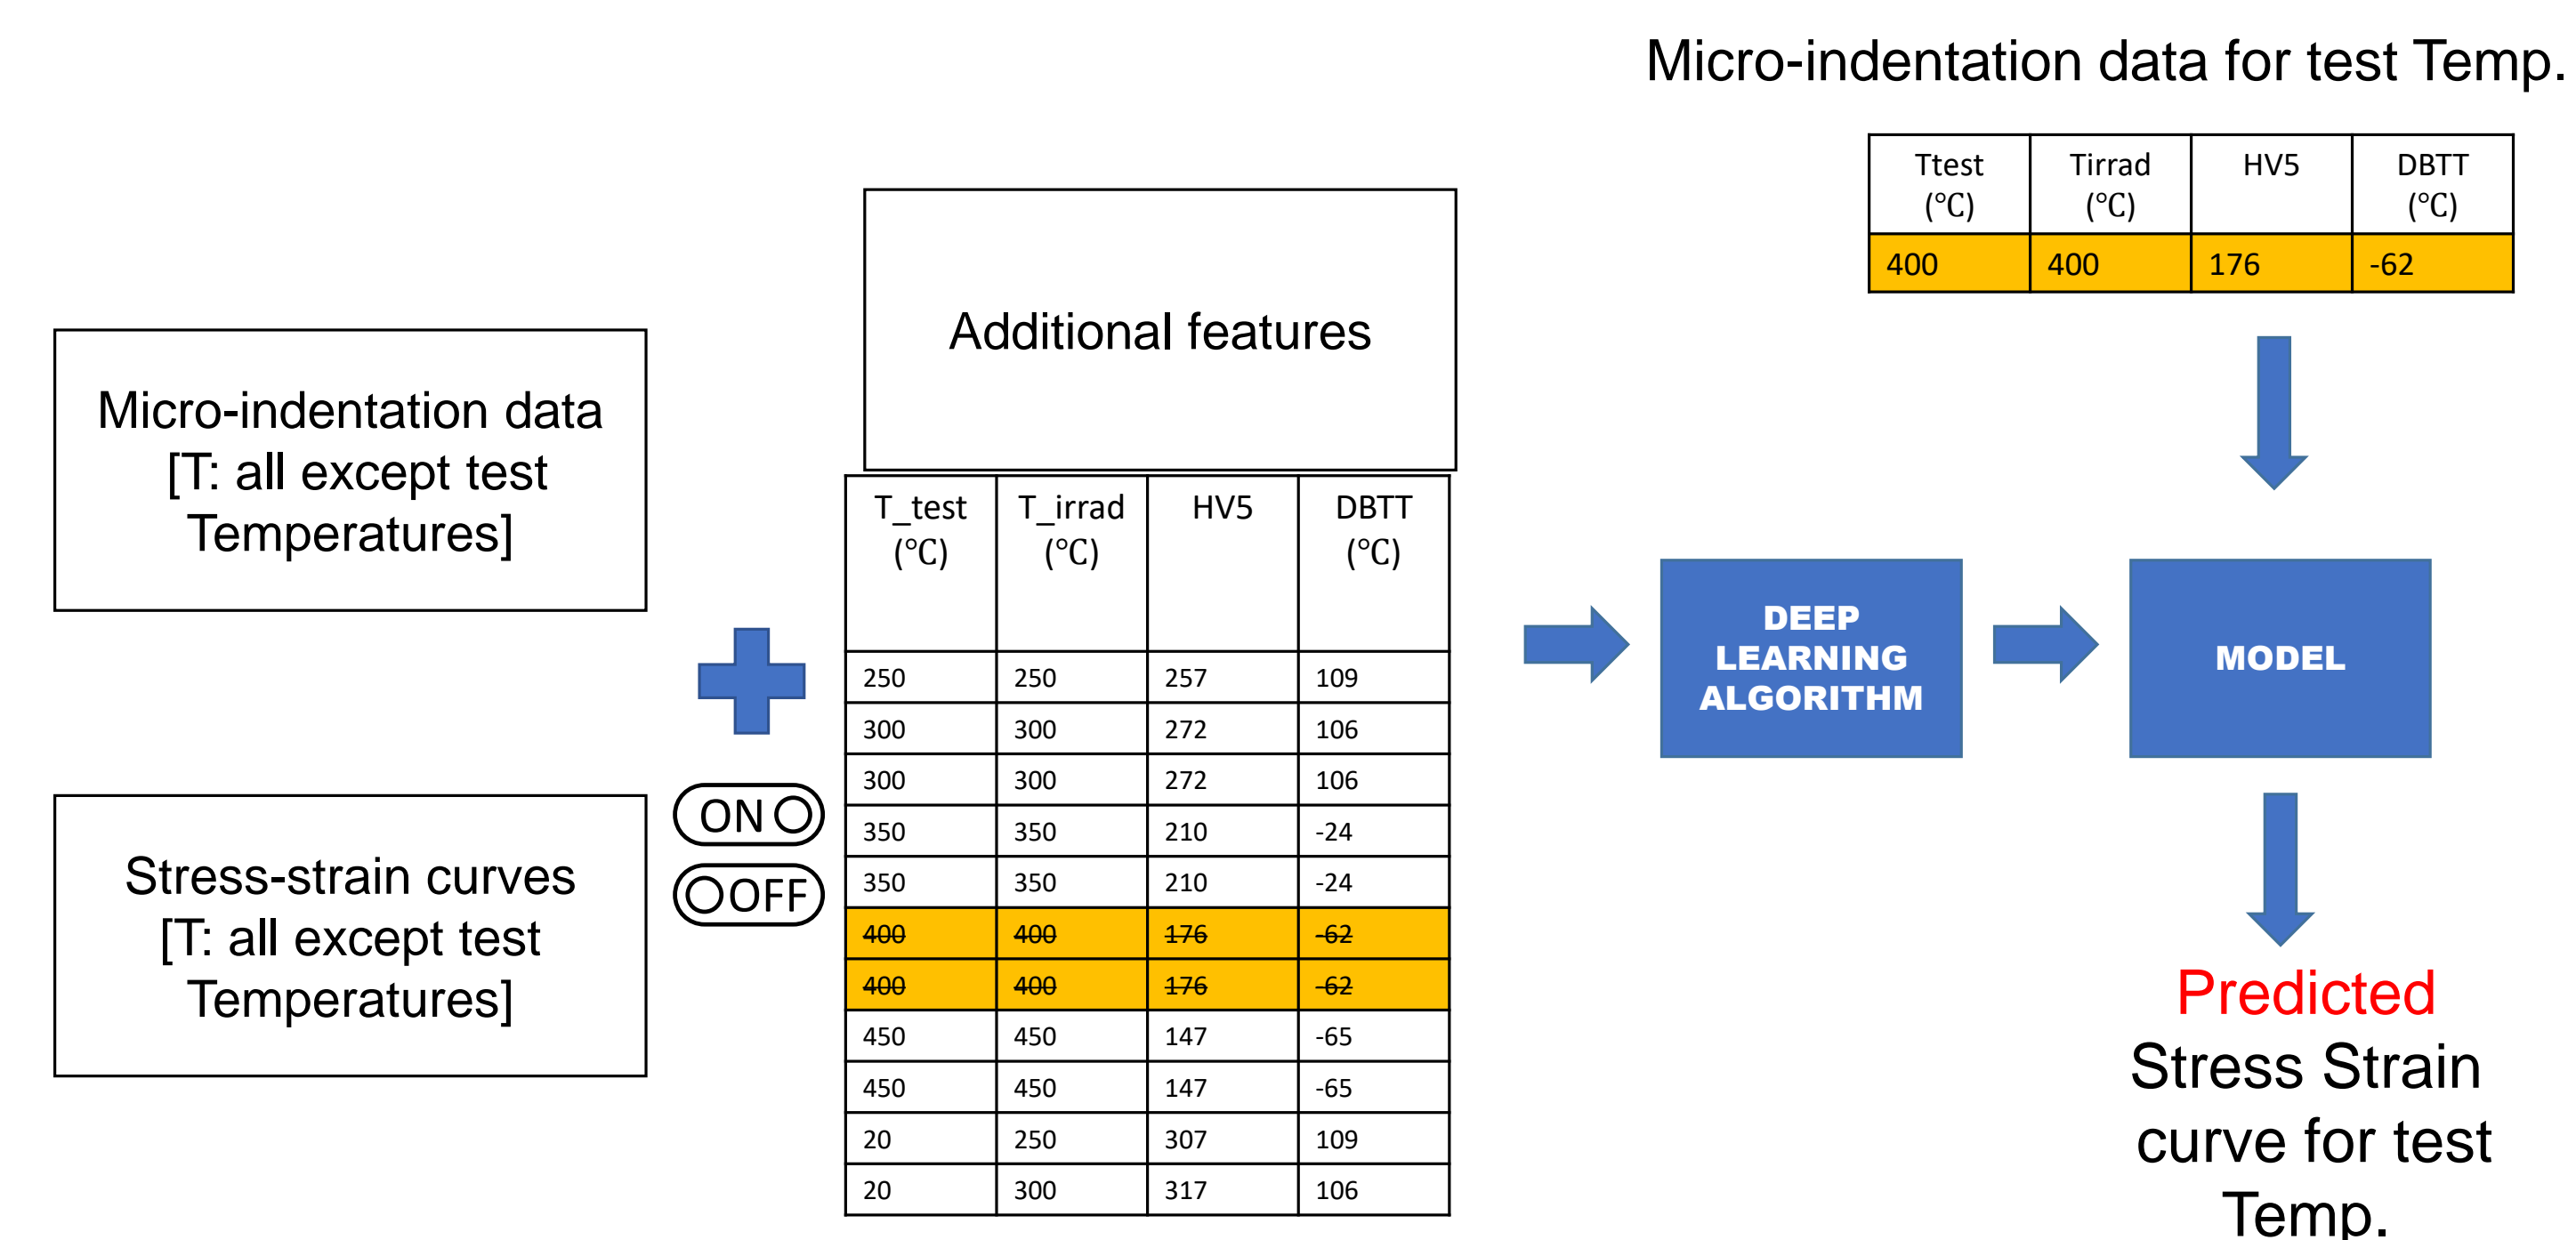 Micro-indentation data for test Temp.
Ttest (℃) Tirrad (℃) HV5 DBTT (℃)
400 400 176 -62
Micro-indentation data
[T: all except test
Temperatures]
Stress-strain curves
[T: all except test
Temperatures]
ON
OFF
Additional features
T_test (℃) T_irrad (℃) HV5 DBTT (℃)
250 250 257 109
300 300 272 106
300 300 272 106
350 350 210 -24
350 350 210 -24
400 400 176 -62
400 400 176 -62
450 450 147 -65
450 450 147 -65
20 250 307 109
20 300 317 106
DEEP
LEARNING
ALGORITHM
MODEL
Predicted
Stress Strain
curve for test
Temp.